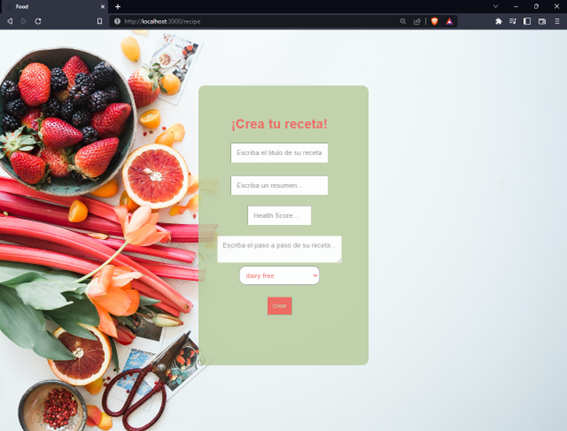 Food
http://localhost:3000/recipe
¡Crea tu receta!
Escriba el titulo de su receta
Escriba un resumen...
Health Score...
Escriba el paso a paso de su receta...
dairy free
Crear